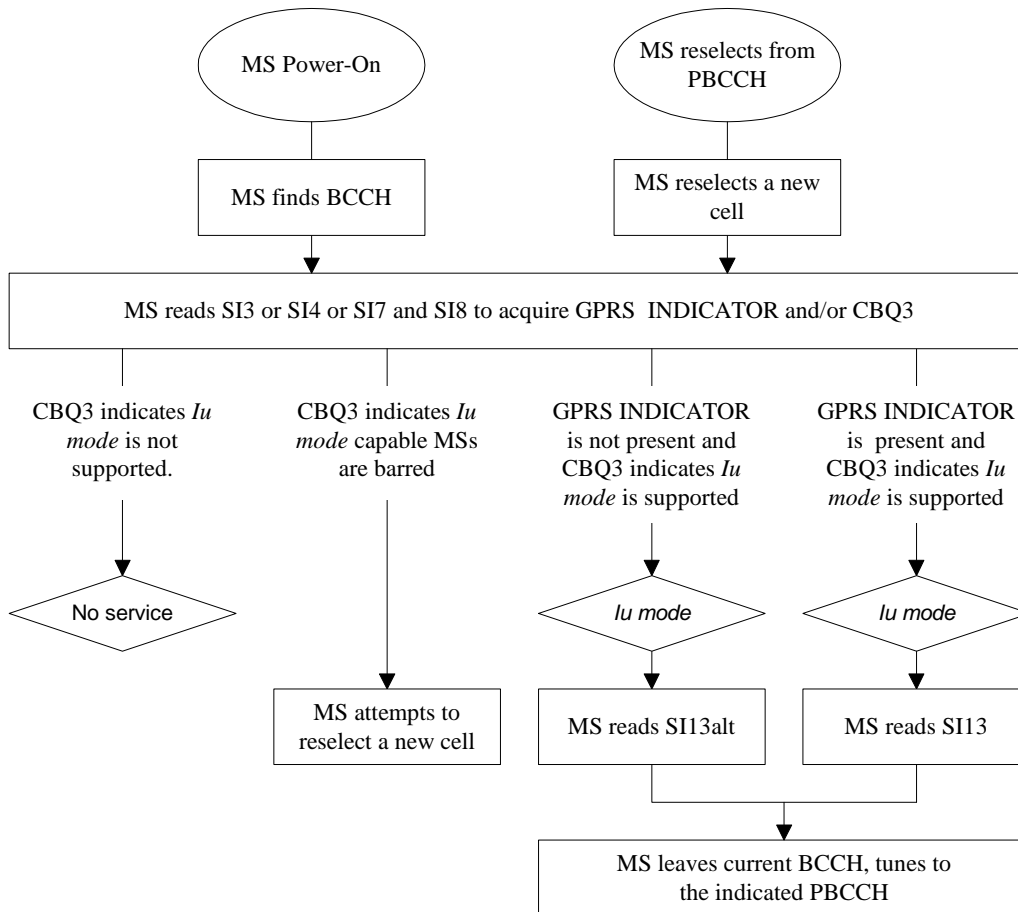 MS Power-On
MS reselects from
PBCCH
MS finds BCCH
MS reselects a new
cell
MS reads SI3 or SI4 or SI7 and SI8 to acquire GPRS  INDICATOR and/or CBQ3
CBQ3 indicates Iu
mode is not
supported.
CBQ3 indicates Iu
mode capable MSs
are barred
GPRS INDICATOR
is not present and
CBQ3 indicates Iu
mode is supported
GPRS INDICATOR
is  present and
CBQ3 indicates Iu
mode is supported
No service
Iu mode
Iu mode
MS attempts to
reselect a new cell
MS reads SI13alt
MS reads SI13
MS leaves current BCCH, tunes to
the indicated PBCCH